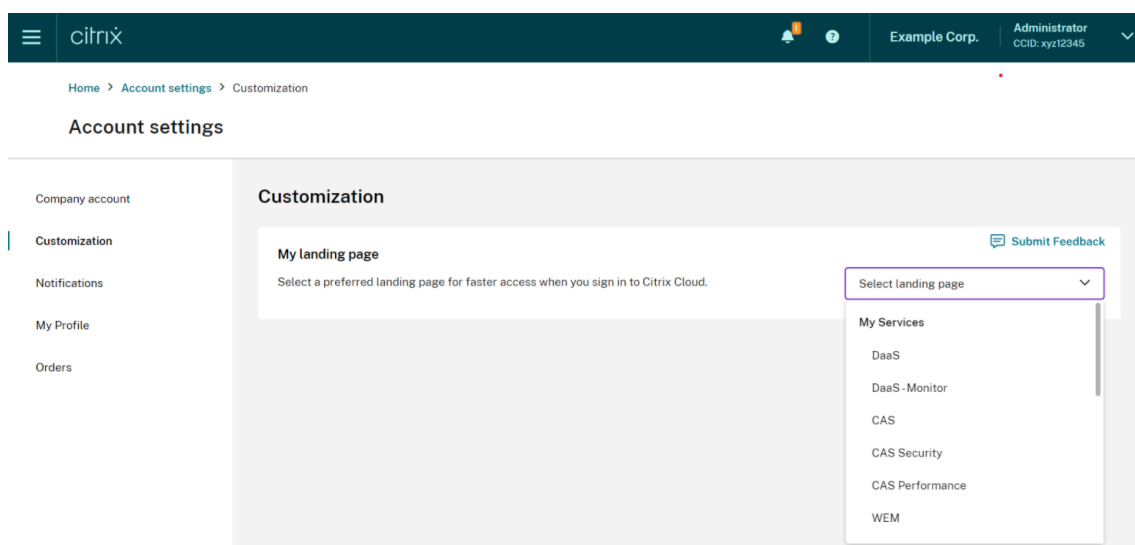 citrix
1
?
Example Corp.
Administrator
CCID: xyz12345
Home > Account settings > Customization
Account settings
Company account
Customization
Notifications
My Profile
Orders
Customization
Submit Feedback
My landing page
Select a preferred landing page for faster access when you sign in to Citrix Cloud.
Select landing page
My Services
DaaS
DaaS - Monitor
CAS
CAS Security
CAS Performance
WEM